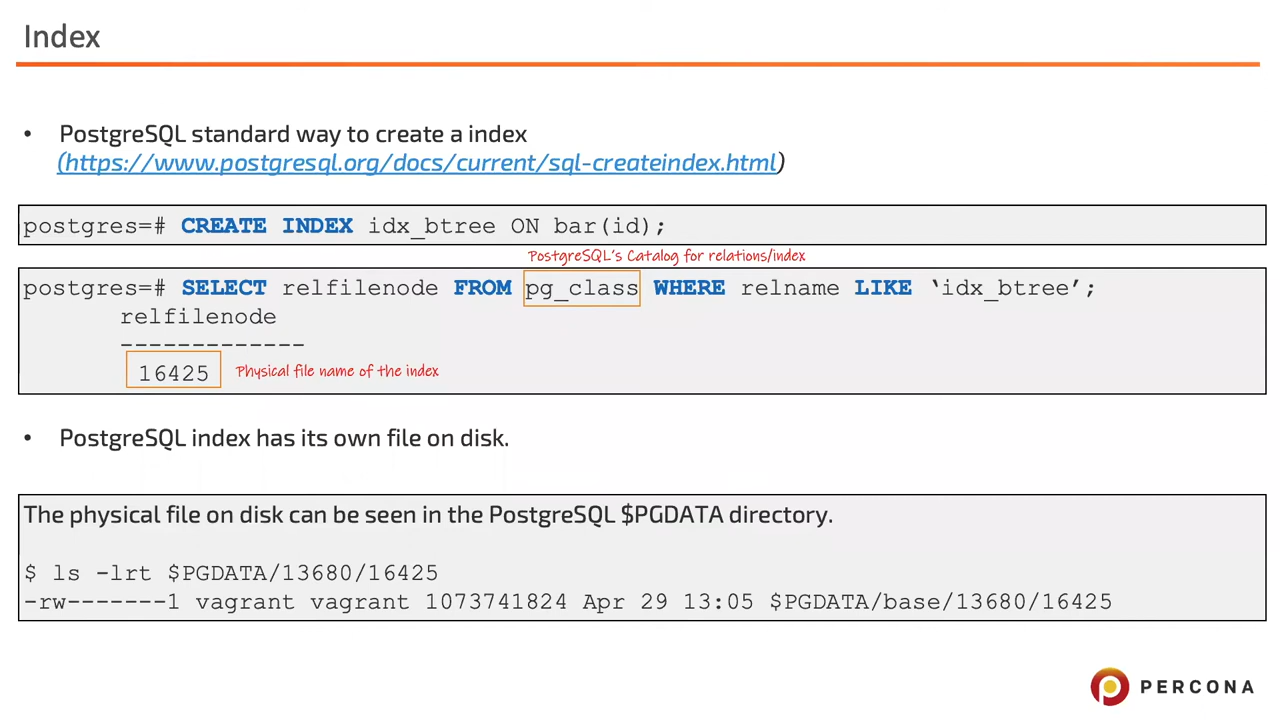 Index
• PostgreSQL standard way to create a index
(https://www.postgresql.org/docs/current/sql-createindex.html)
postgres=# CREATE INDEX idx_btree ON bar(id);
PostgreSQL's Catalog for relations/index
postgres=# SELECT relfilenode FROM pg_class WHERE relname LIKE ‘idx_btree’;
relfilenode
-------------
16425 Physical file name of the index
• PostgreSQL index has its own file on disk.
The physical file on disk can be seen in the PostgreSQL $PGDATA directory.
$ ls -lrt $PGDATA/13680/16425
-rw-------1 vagrant vagrant 1073741824 Apr 29 13:05 $PGDATA/base/13680/16425
PERCONA